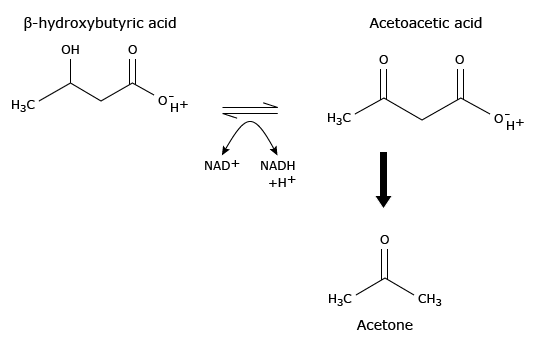 β-hydroxybutyric acid
Acetoacetic acid
OH
O
H₃C
O⁻
H+
O
O
H₃C
O⁻
H+
NAD+
NADH
+H+
O
H₃C
CH₃
Acetone